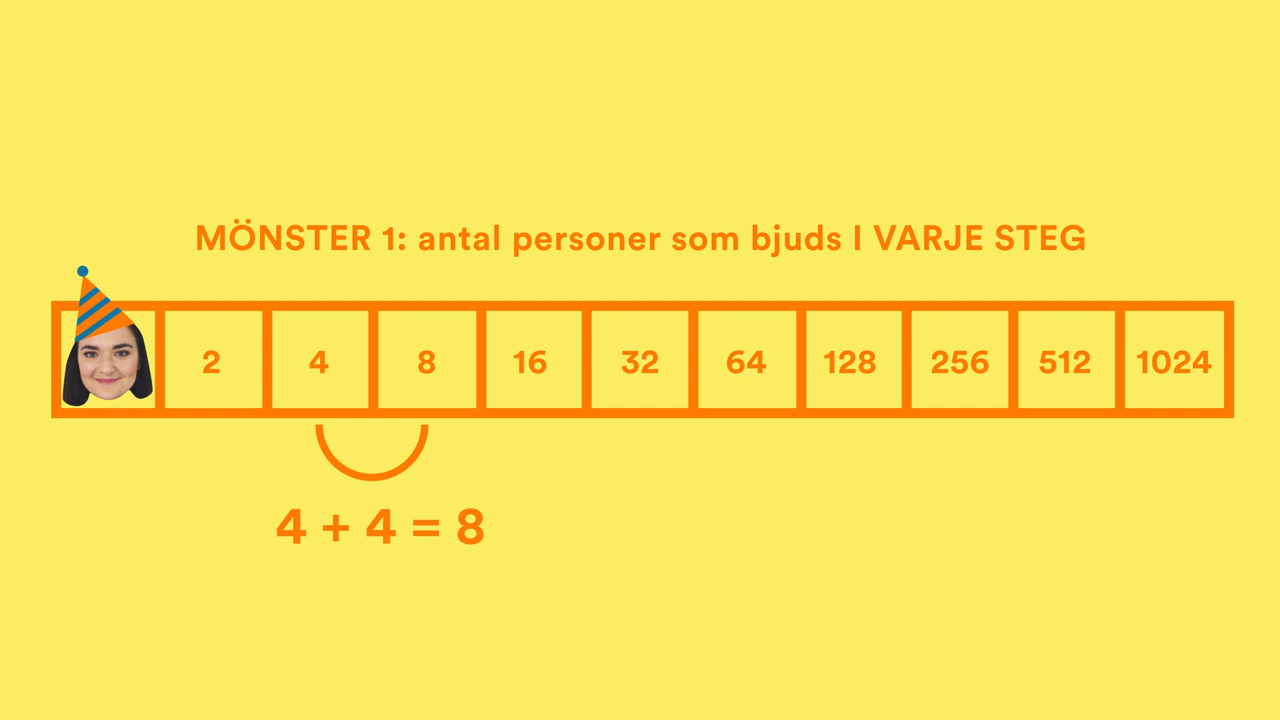 MÖNSTER 1: antal personer som bjuds I VARJE STEG
2 4 8 16 32 64 128 256 512 1024
4 + 4 = 8